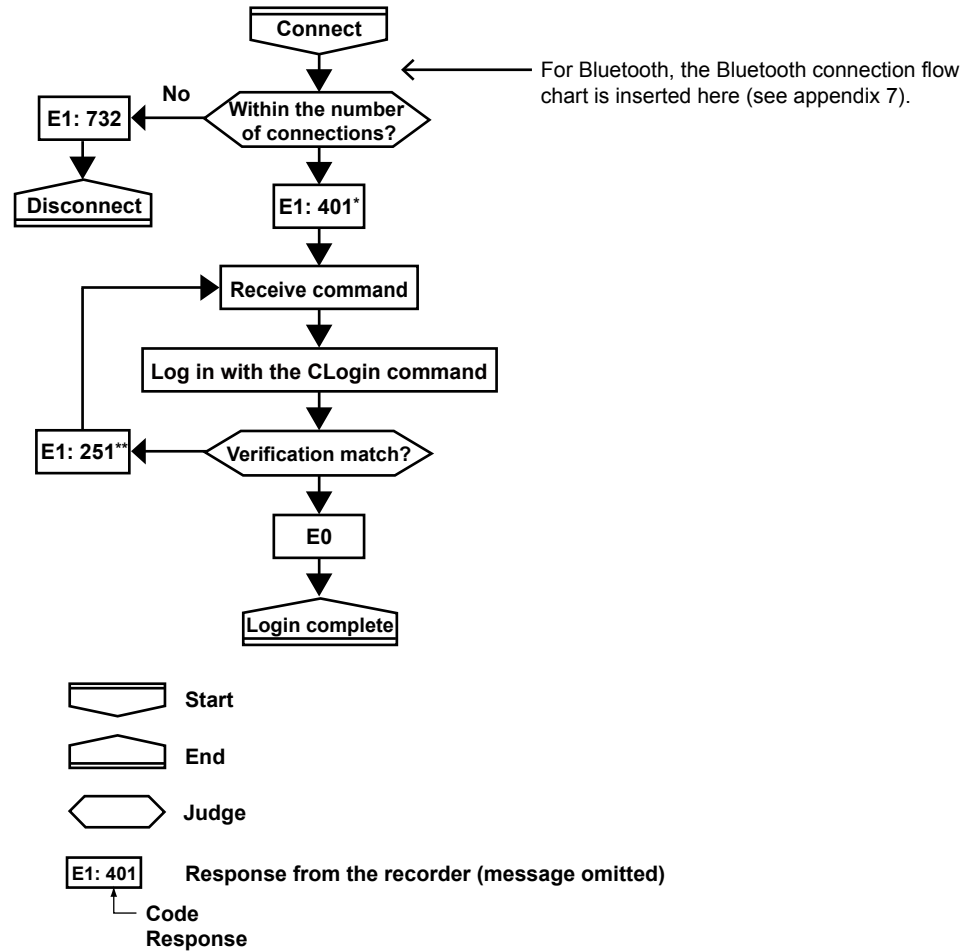 Connect
For Bluetooth, the Bluetooth connection flow
chart is inserted here (see appendix 7).
No
E1: 732
Within the number
of connections?
Disconnect
E1: 401*
Receive command
Log in with the CLogin command
E1: 251**
Verification match?
E0
Login complete
Start
End
Judge
E1: 401
Response from the recorder (message omitted)
Code
Response